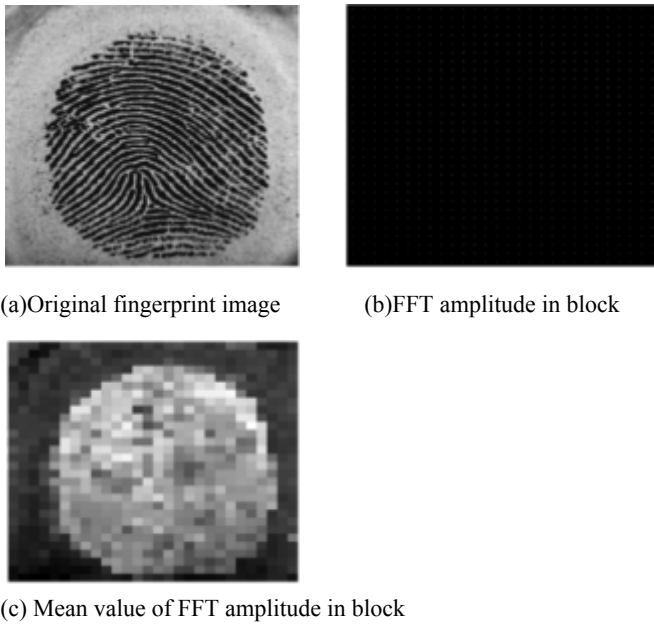 (a)Original fingerprint image
(b)FFT amplitude in block
(c) Mean value of FFT amplitude in block